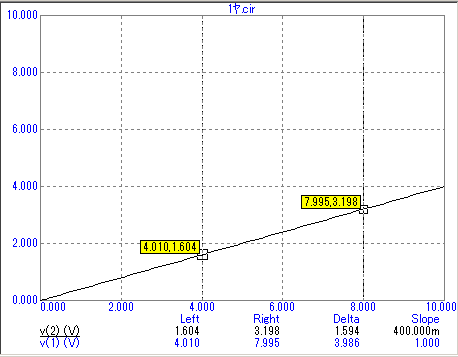 1ヤ.cir
10.000
8.000
6.000
4.000
2.000
0.000
7.995,3.198
4.010,1.604
0.000 2.000 4.000 6.000 8.000 10.000
Left Right Delta Slope
v(2) (V) 1.604 3.198 1.594 400.000m
v(1) (V) 4.010 7.995 3.986 1.000